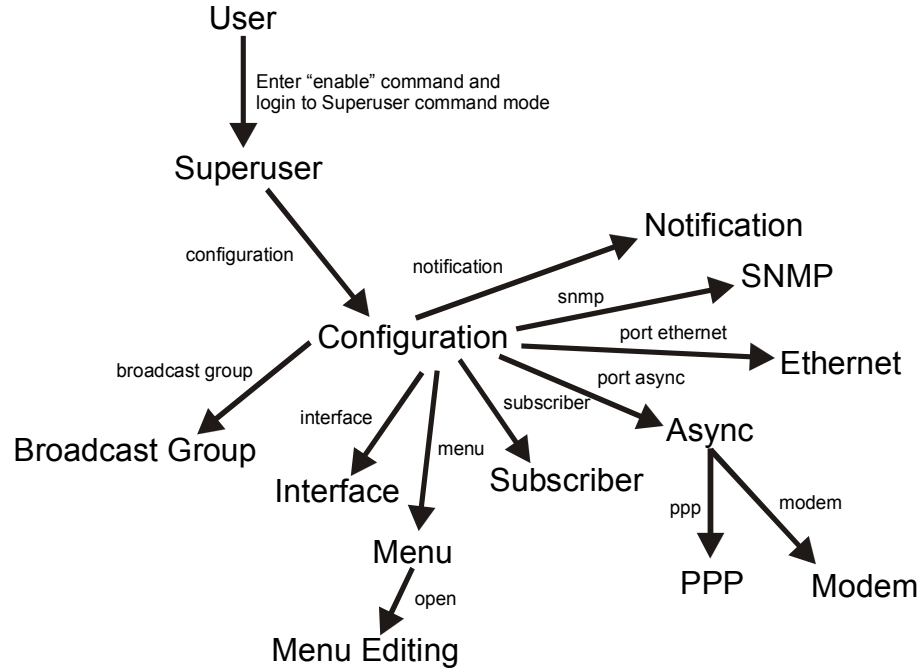 User
Enter “enable” command and
login to Superuser command mode
Superuser
configuration
notification
Notification
snmp
SNMP
Configuration
port ethernet
Ethernet
broadcast group
port async
interface
subscriber
menu
Async
Broadcast Group
Interface
Subscriber
ppp
modem
Menu
PPP
Modem
open
Menu Editing